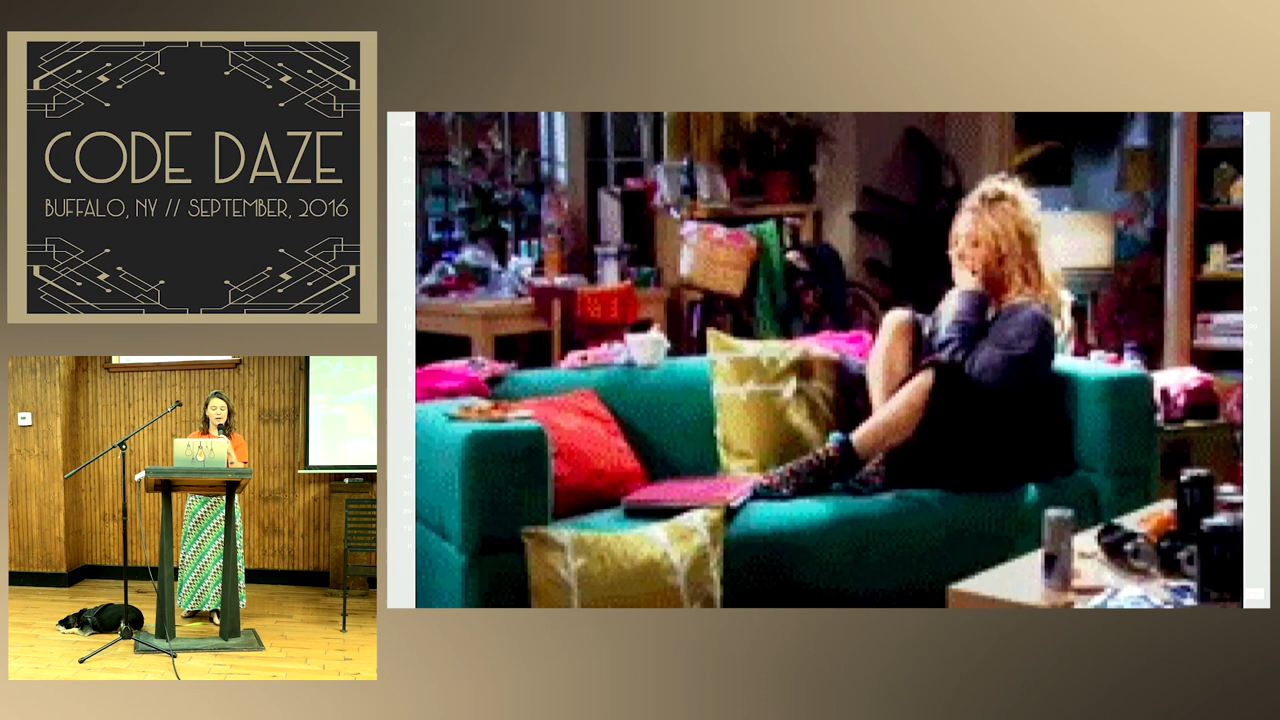 CODE DAZE
BUFFALO, NY // SEPTEMBER, 2016